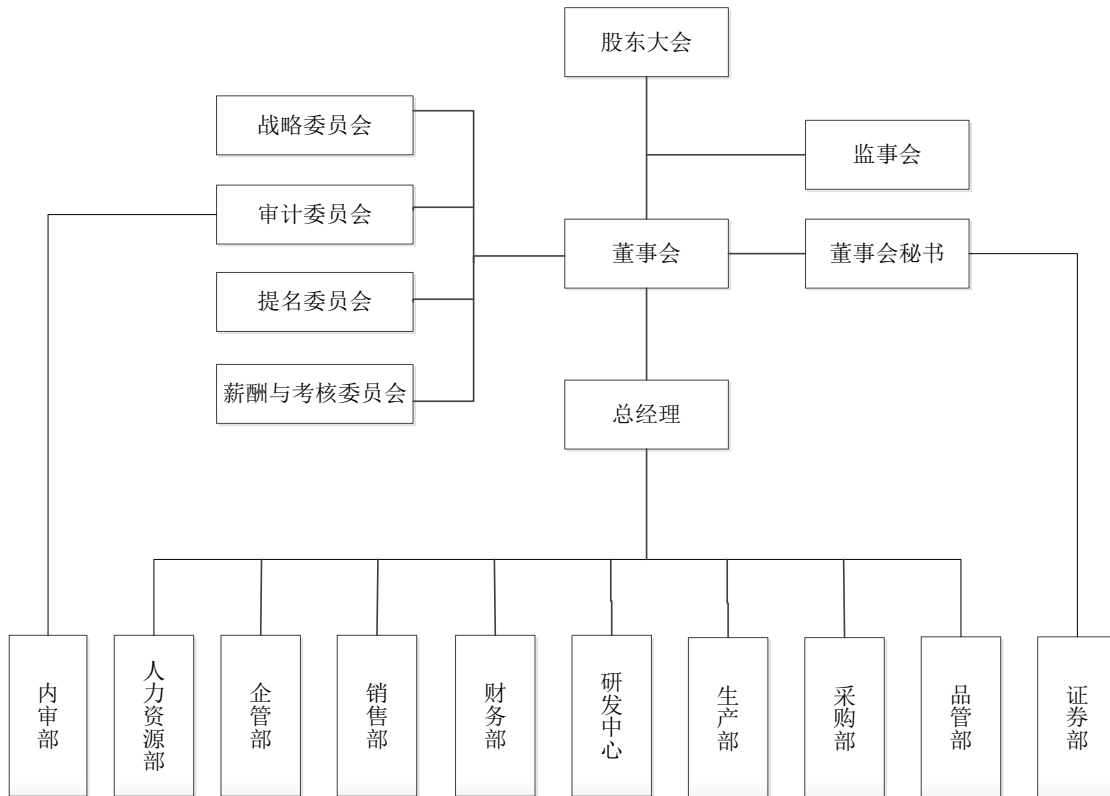 股东大会
战略委员会
监事会
审计委员会
董事会
董事会秘书
提名委员会
薪酬与考核委员会
总经理
内审部
人力资源部
企管部
销售部
财务部
研发中心
生产部
采购部
品管部
证券部